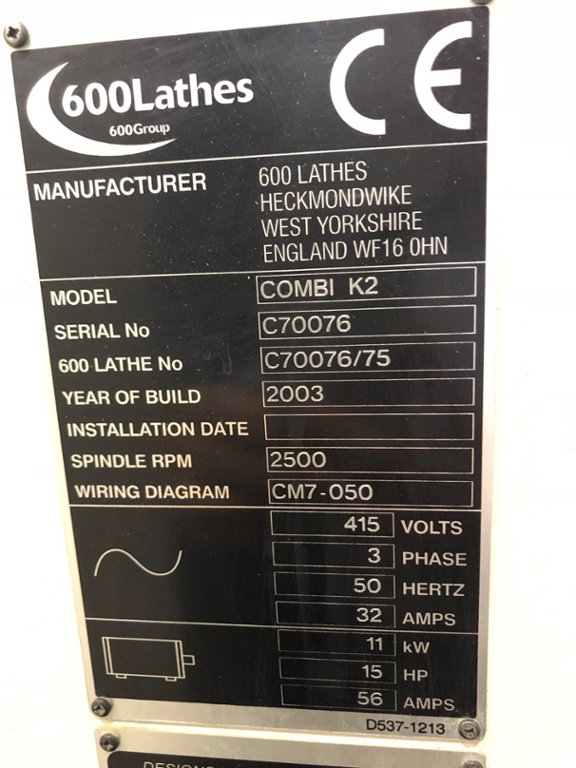 600Lathes
600Group
CE
MANUFACTURER 600 LATHES
HECKMONDWIKE
WEST YORKSHIRE
ENGLAND WF16 0HN
MODEL COMBI K2
SERIAL No C70076
600 LATHE No C70076/75
YEAR OF BUILD 2003
INSTALLATION DATE
SPINDLE RPM 2500
WIRING DIAGRAM CM7-050
415 VOLTS
3 PHASE
50 HERTZ
32 AMPS
11 kW
15 HP
56 AMPS
D537-1213